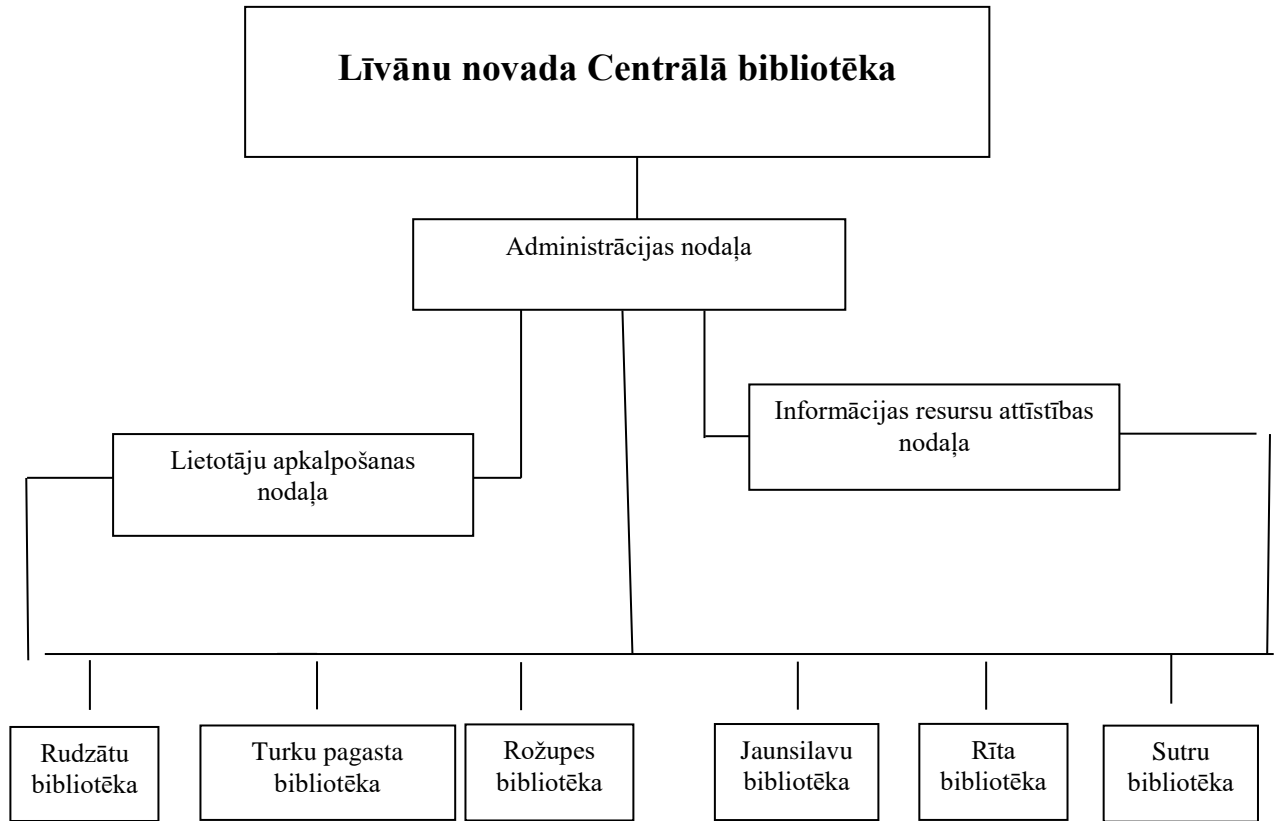 Līvānu novada Centrālā bibliotēka
Administrācijas nodaļa
Informācijas resursu attīstības
nodaļa
Lietotāju apkalpošanas
nodaļa
Rudzātu
bibliotēka
Turku pagasta
bibliotēka
Rožupes
bibliotēka
Jaunsilavu
bibliotēka
Rīta
bibliotēka
Sutru
bibliotēka